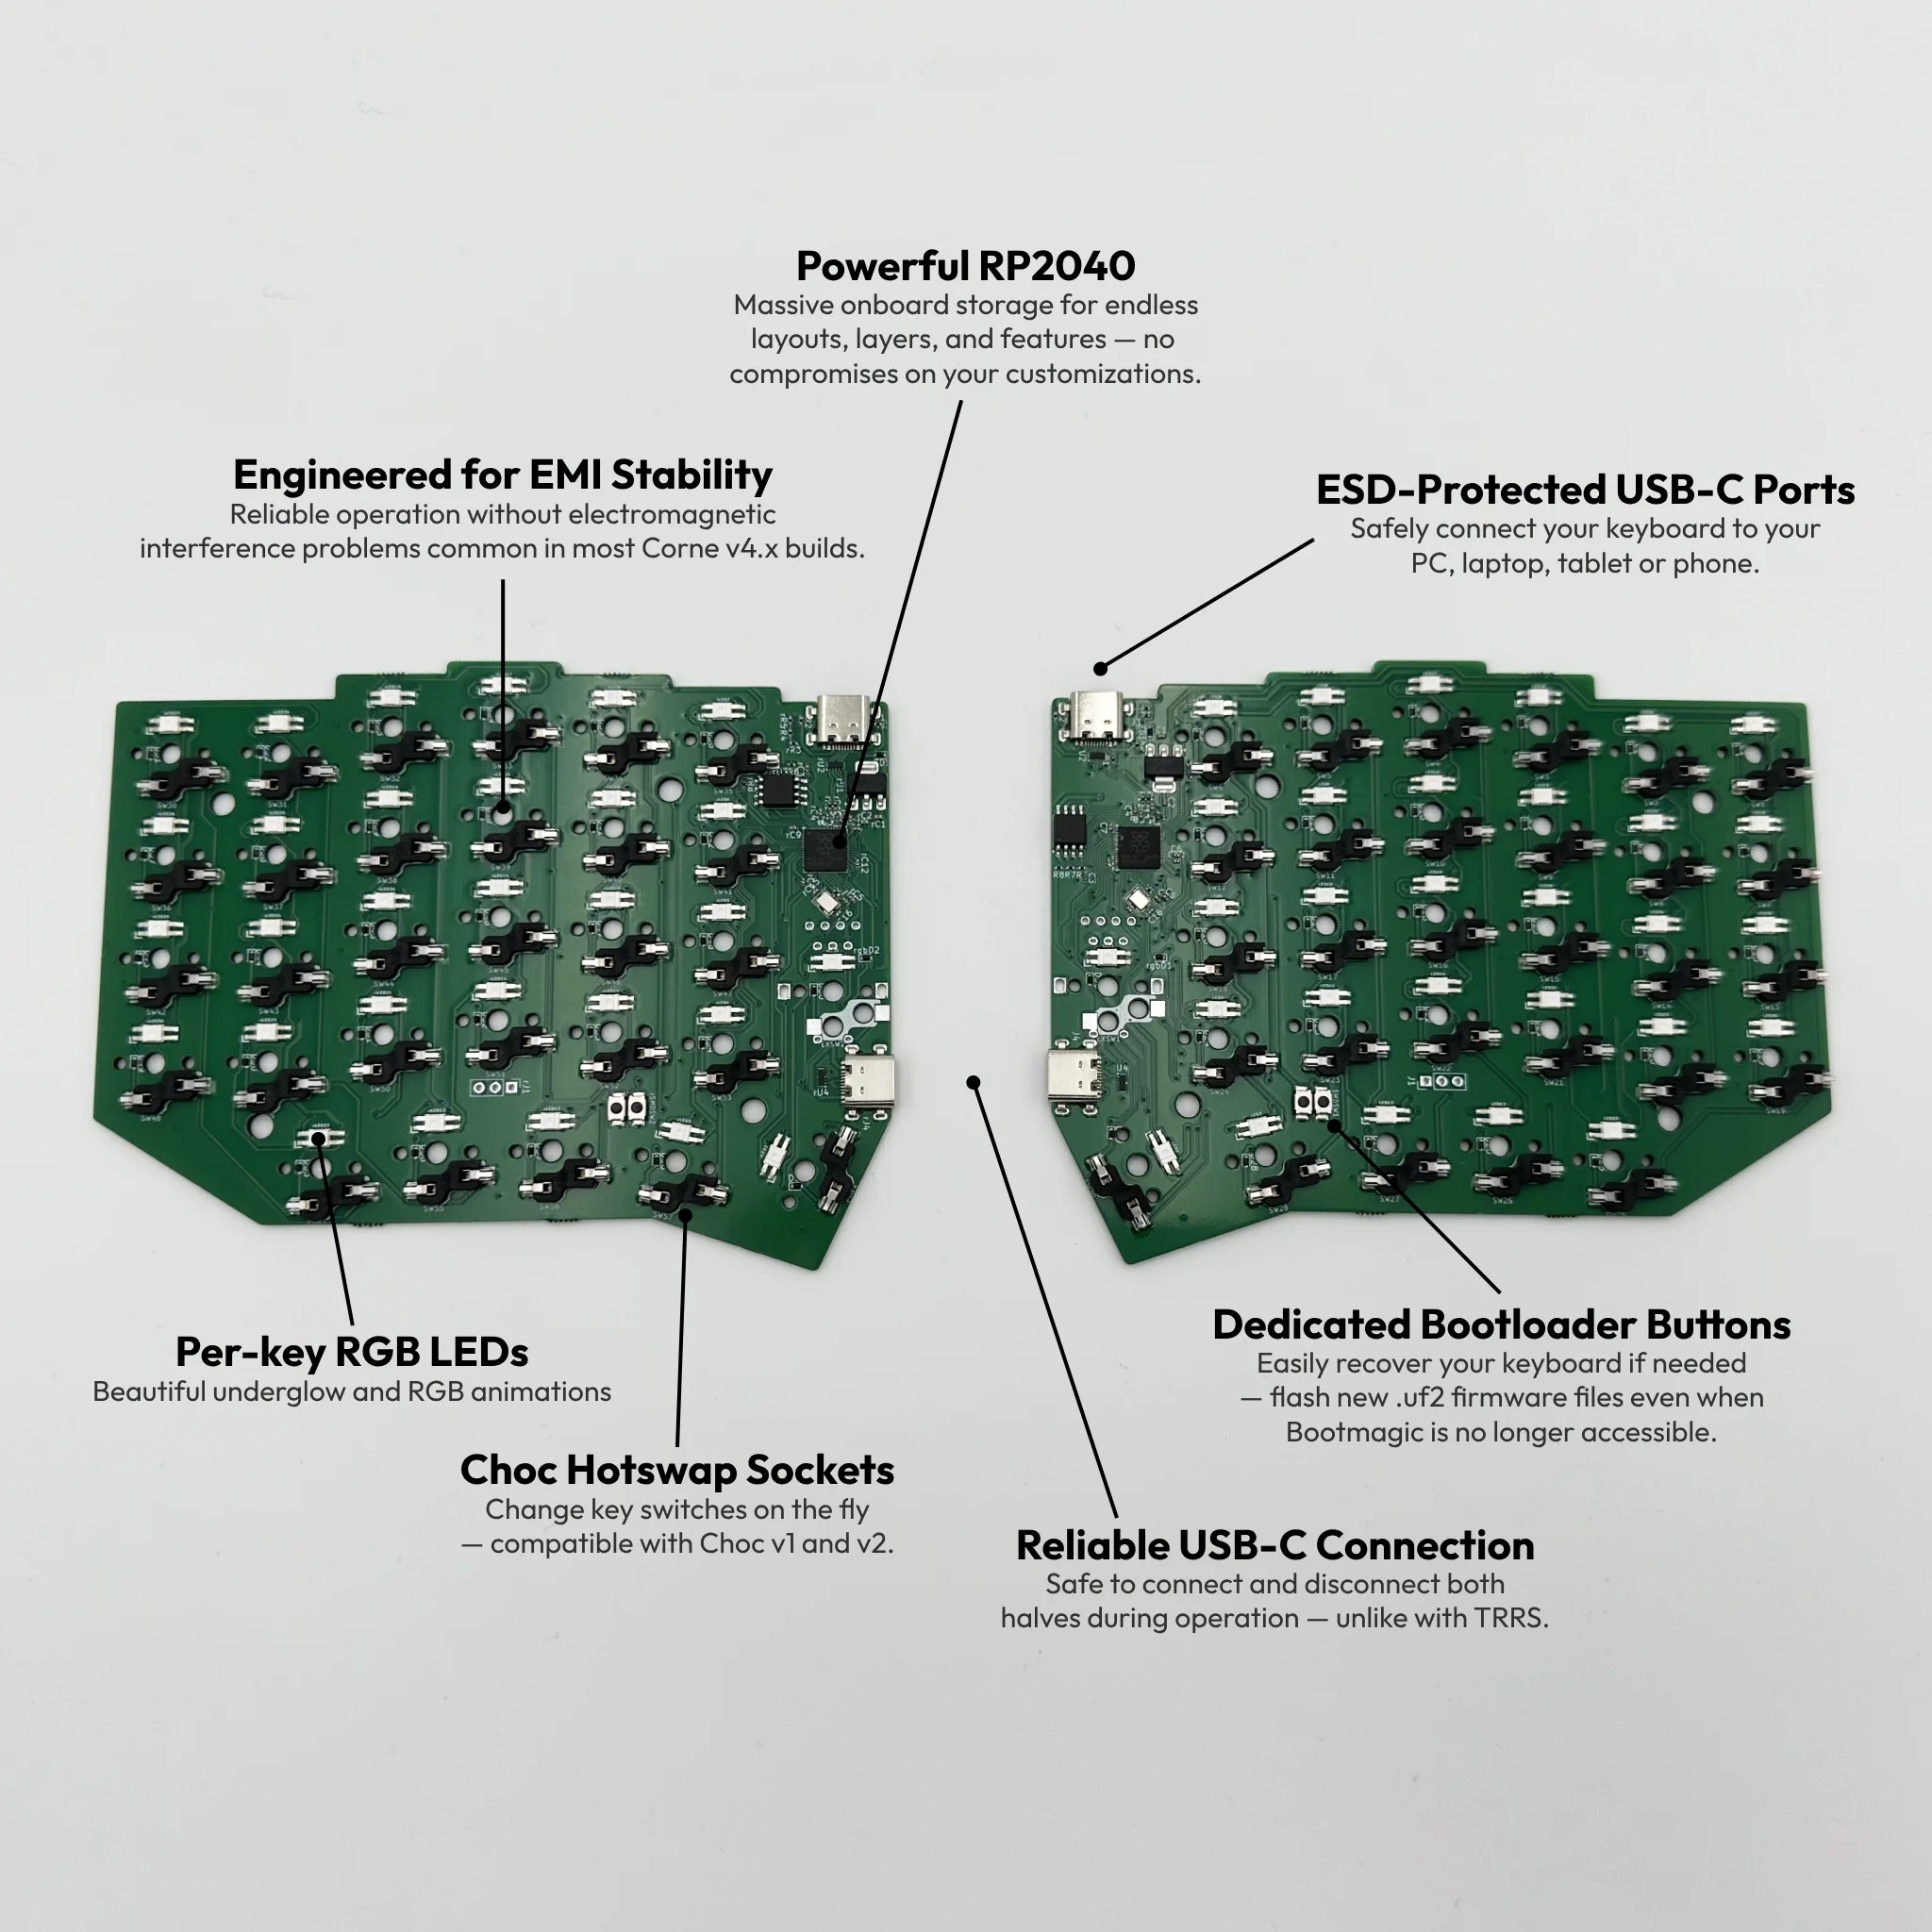 Powerful RP2040
Massive onboard storage for endless
layouts, layers, and features — no
compromises on your customizations.
Engineered for EMI Stability
Reliable operation without electromagnetic
interference problems common in most Corne v4.x builds.
ESD-Protected USB-C Ports
Safely connect your keyboard to your
PC, laptop, tablet or phone.
Per-key RGB LEDs
Beautiful underglow and RGB animations
Choc Hotswap Sockets
Change key switches on the fly
— compatible with Choc v1 and v2.
Dedicated Bootloader Buttons
Easily recover your keyboard if needed
— flash new .uf2 firmware files even when
Bootmagic is no longer accessible.
Reliable USB-C Connection
Safe to connect and disconnect both
halves during operation — unlike with TRRS.